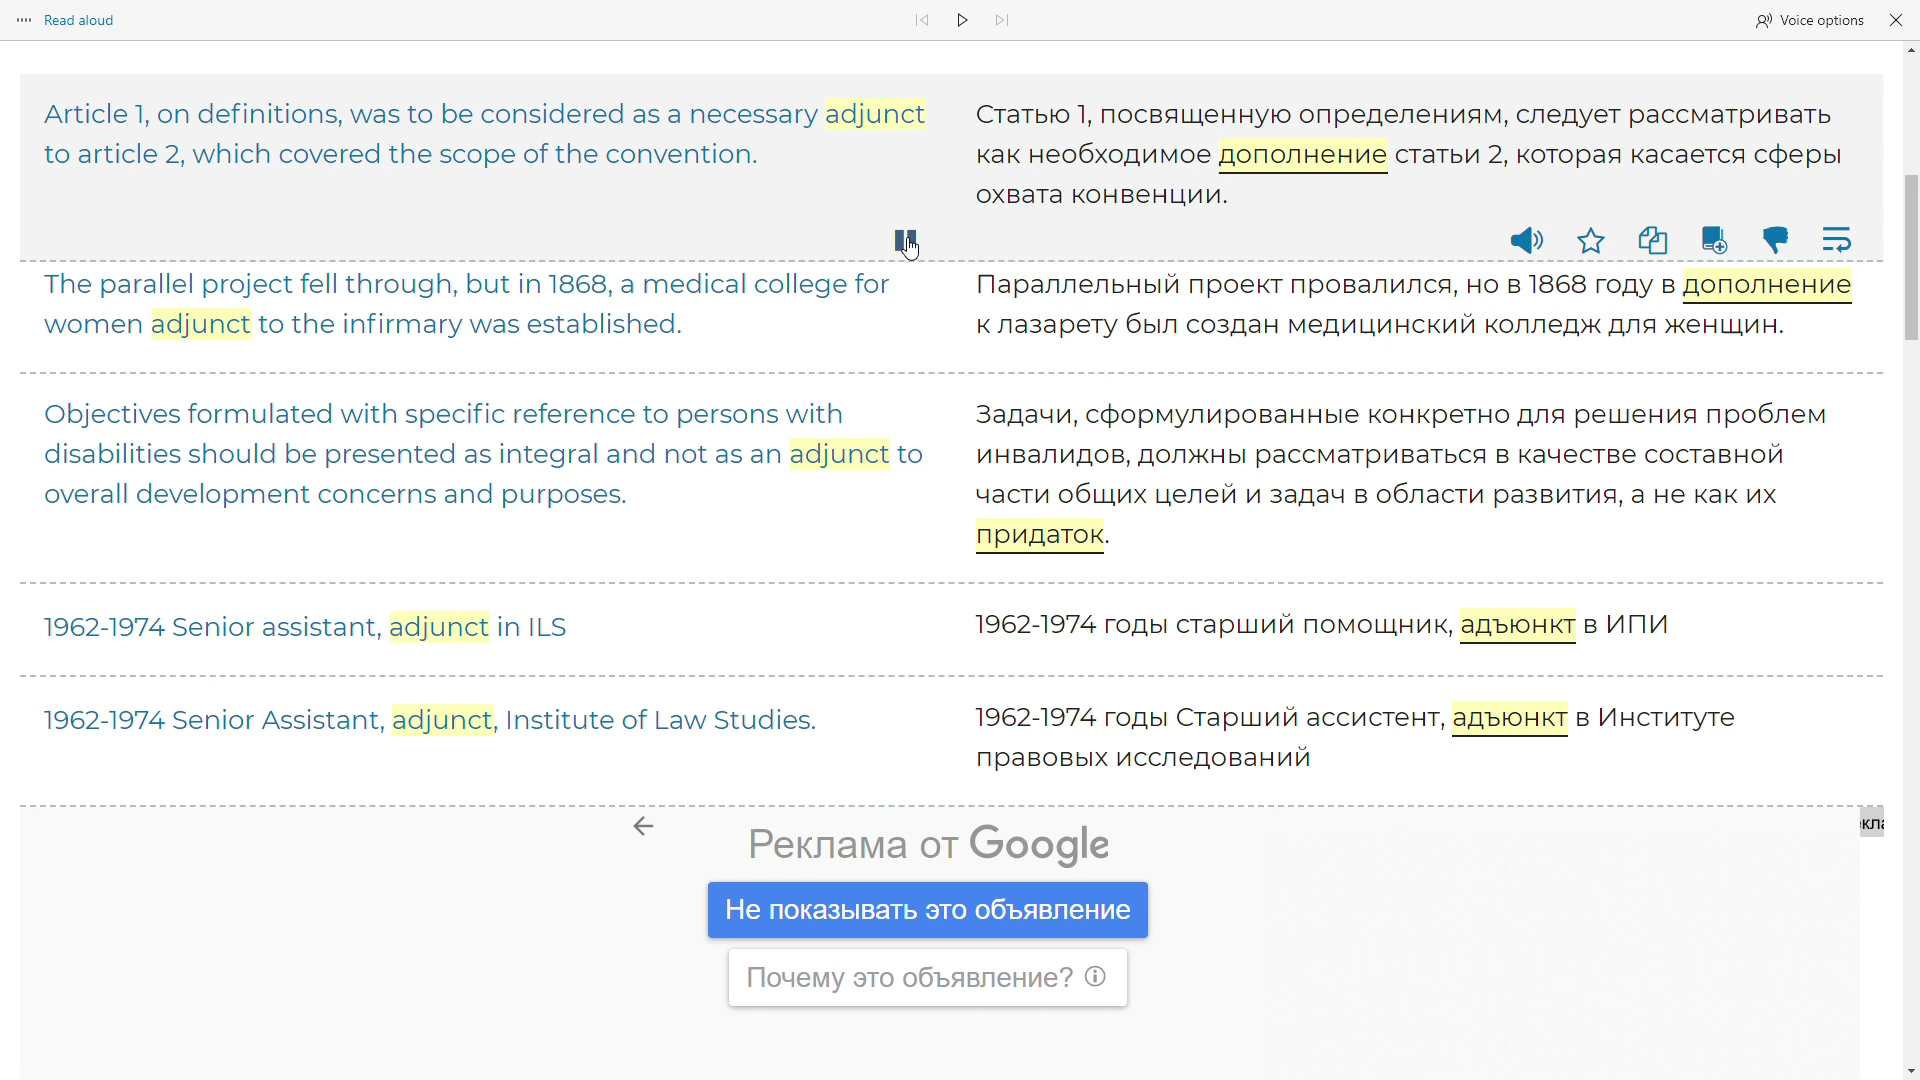 Read aloud
Voice options
Article 1, on definitions, was to be considered as a necessary adjunct
to article 2, which covered the scope of the convention.
Статью 1, посвященную определениям, следует рассматривать
как необходимое дополнение статьи 2, которая касается сферы
охвата конвенции.
The parallel project fell through, but in 1868, a medical college for
women adjunct to the infirmary was established.
Параллельный проект провалился, но в 1868 году в дополнение
к лазарету был создан медицинский колледж для женщин.
Objectives formulated with specific reference to persons with
disabilities should be presented as integral and not as an adjunct to
overall development concerns and purposes.
Задачи, сформулированные конкретно для решения проблем
инвалидов, должны рассматриваться в качестве составной
части общих целей и задач в области развития, а не как их
придаток.
1962-1974 Senior assistant, adjunct in ILS
1962-1974 годы старший помощник, адъюнкт в ИПИ
1962-1974 Senior Assistant, adjunct, Institute of Law Studies.
1962-1974 годы Старший ассистент, адъюнкт в Институте
правовых исследований
Реклама от Google
Не показывать это объявление
Почему это объявление?